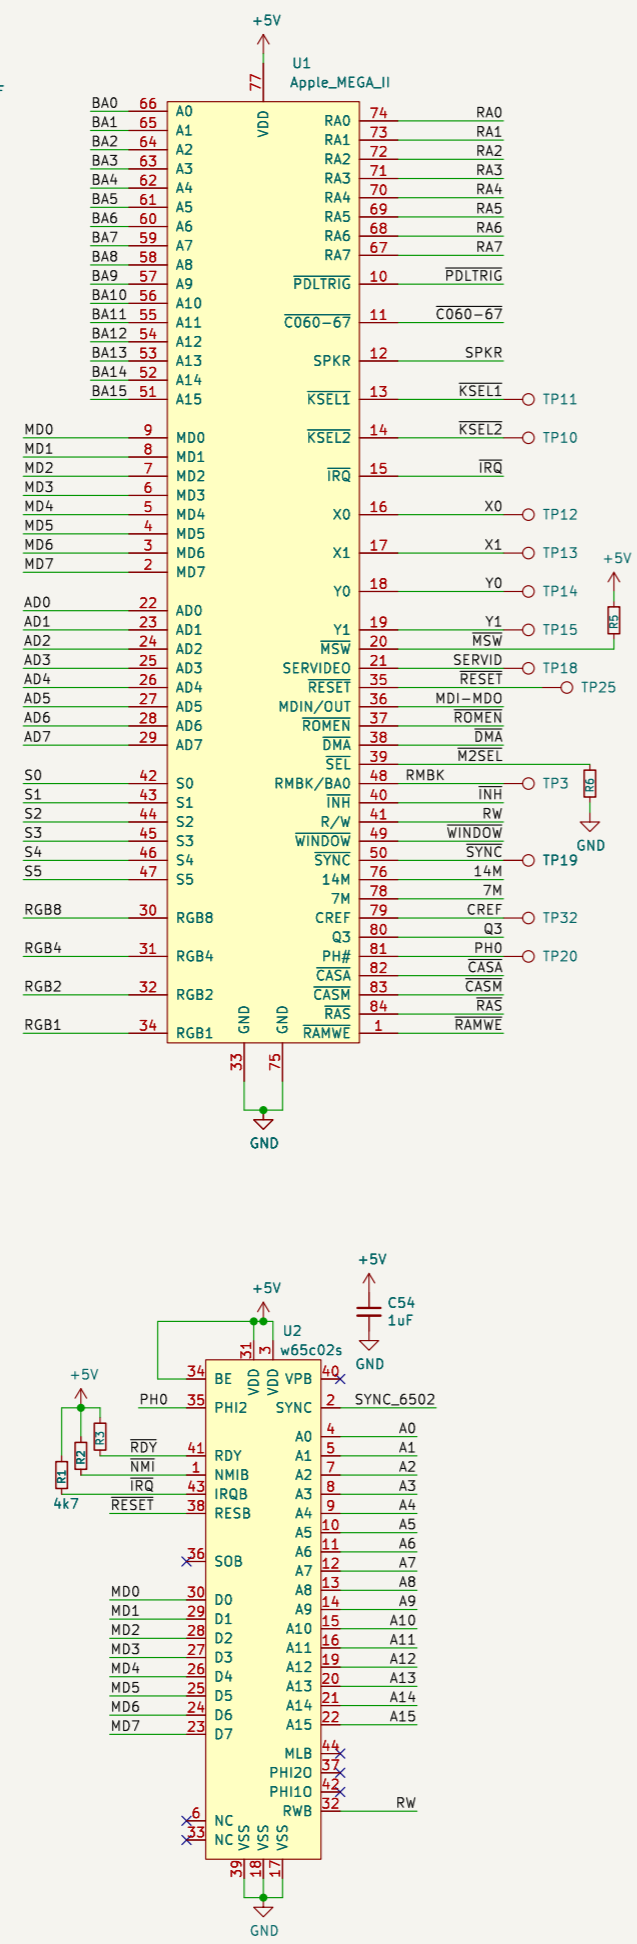 +5V
U1
Apple_MEGA_II
77
VDD
BA0 66 A0
BA1 65 A1
BA2 64 A2
BA3 63 A3
BA4 62 A4
BA5 61 A5
BA6 60 A6
BA7 59 A7
BA8 58 A8
BA9 57 A9
BA10 56 A10
BA11 55 A11
BA12 54 A12
BA13 53 A13
BA14 52 A14
BA15 51 A15
MD0 9 MD0
MD1 8 MD1
MD2 7 MD2
MD3 6 MD3
MD4 5 MD4
MD5 4 MD5
MD6 3 MD6
MD7 2 MD7
AD0 22 AD0
AD1 23 AD1
AD2 24 AD2
AD3 25 AD3
AD4 26 AD4
AD5 27 AD5
AD6 28 AD6
AD7 29 AD7
S0 42 S0
S1 43 S1
S2 44 S2
S3 45 S3
S4 46 S4
S5 47 S5
RGB8 30 RGB8
RGB4 31 RGB4
RGB2 32 RGB2
RGB1 34 RGB1
RA0 74 RA0
RA1 73 RA1
RA2 72 RA2
RA3 71 RA3
RA4 70 RA4
RA5 69 RA5
RA6 68 RA6
RA7 67 RA7
PDLTRIG 10 PDLTRIG
C060-67 11 C060-67
SPKR 12 SPKR
KSEL1 13 KSEL1 TP11
KSEL2 14 KSEL2 TP10
IRQ 15 IRQ
X0 16 X0 TP12
X1 17 X1 TP13
+5V
Y0 18 Y0 TP14
R5
Y1 19 Y1 TP15
MSW 20 MSW
SERVIDEO 21 SERVID TP18
RESET 35 RESET TP25
MDIN/OUT 36 MDI-MDO
ROMEN 37 ROMEN
DMA 38 DMA
SEL 39 M2SEL
RMBK/BA0 48 RMBK TP3
R6
INH 40 INH
R/W 41 RW
WINDOW 49 WINDOW
GND
SYNC 50 SYNC TP19
14M 76 14M
7M 78 7M
CREF 79 CREF TP32
Q3 80 Q3
PH# 81 PH0 TP20
CASA 82 CASA
CASM 83 CASM
RAS 84 RAS
RAMWE 1 RAMWE
GND GND
33 75
GND
+5V
C54
1uF
GND
+5V
U2
w65c02s
31 3
VDD VDD
34 BE
PH0 35 PHI2
+5V
R1 R2 R3
4k7
RDY 41 RDY
NMI 1 NMIB
IRQ 43 IRQB
RESET 38 RESB
36 SOB
MD0 30 D0
MD1 29 D1
MD2 28 D2
MD3 27 D3
MD4 26 D4
MD5 25 D5
MD6 24 D6
MD7 23 D7
6 NC
33 NC
VPB 40
SYNC 2 SYNC_6502
A0 4 A0
A1 5 A1
A2 7 A2
A3 8 A3
A4 9 A4
A5 10 A5
A6 11 A6
A7 12 A7
A8 13 A8
A9 14 A9
A10 15 A10
A11 16 A11
A12 19 A12
A13 20 A13
A14 21 A14
A15 22 A15
MLB 44
PHI2O 37
PHI1O 42
RWB 32 RW
VSS VSS VSS
39 18 17
GND